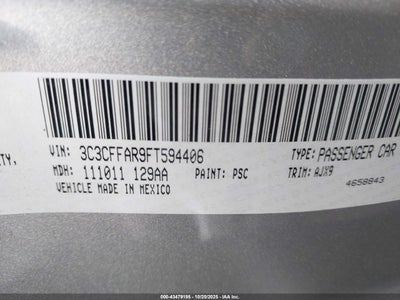 ETY,
VIN: 3C3CFFAR9FT594406 TYPE: PASSENGER CAR
MDH: 111011 129AA PAINT: PSC TRIM: AJX9
VEHICLE MADE IN MEXICO 4658843
000-43479195 - 10/20/2025 - IAA Inc.